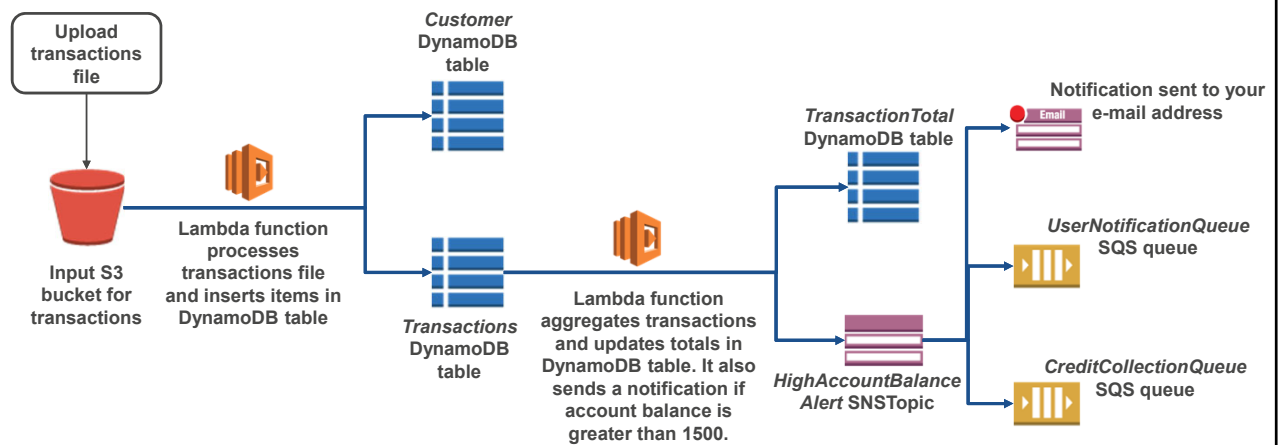 Upload
transactions
file
Input S3
bucket for
transactions
Lambda function
processes
transactions file
and inserts items in
DynamoDB table
Customer
DynamoDB
table
Transactions
DynamoDB
table
Lambda function
aggregates transactions
and updates totals in
DynamoDB table. It also
sends a notification if
account balance is
greater than 1500.
TransactionTotal
DynamoDB table
HighAccountBalance
Alert SNSTopic
Notification sent to your
e-mail address
Email
UserNotificationQueue
SQS queue
CreditCollectionQueue
SQS queue